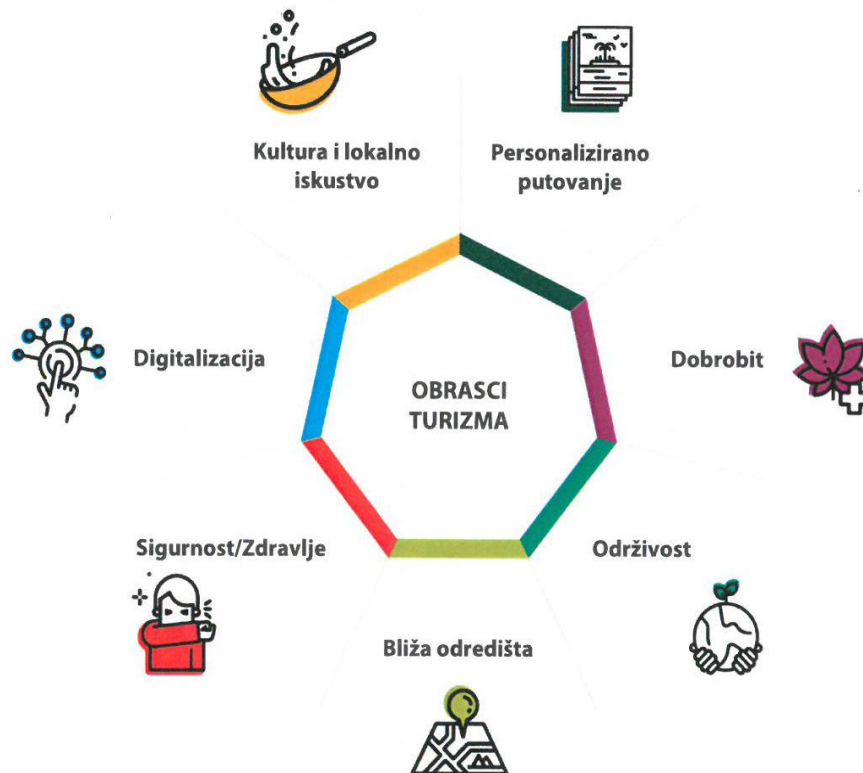 Kultura i lokalno
iskustvo
Personalizirano
putovanje
Digitalizacija
Dobrobit
OBRASCI
TURIZMA
Sigurnost/Zdravlje
Održivost
Bliža odredišta